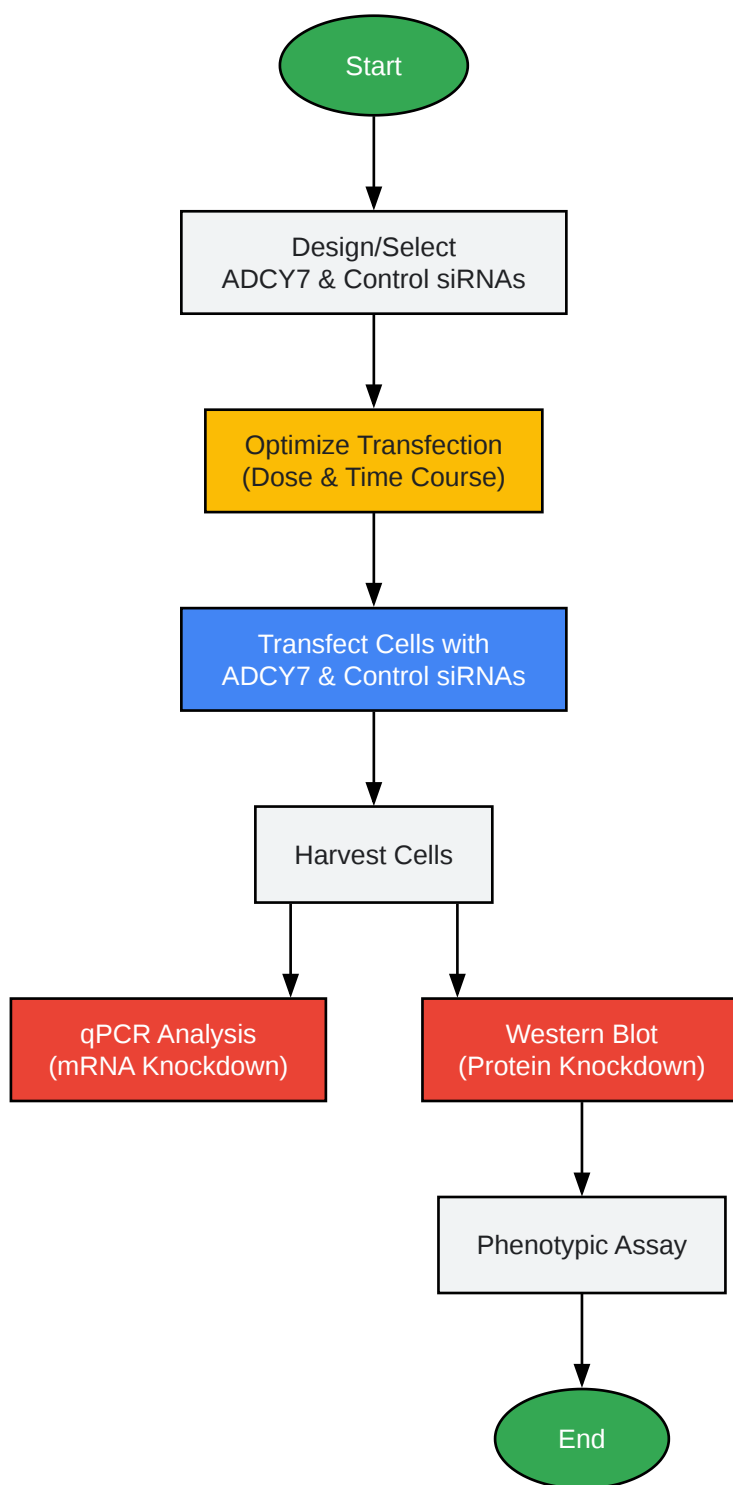 Start
Design/Select
ADCY7 & Control siRNAs
Optimize Transfection
(Dose & Time Course)
Transfect Cells with
ADCY7 & Control siRNAs
Harvest Cells
qPCR Analysis
(mRNA Knockdown)
Western Blot
(Protein Knockdown)
Phenotypic Assay
End